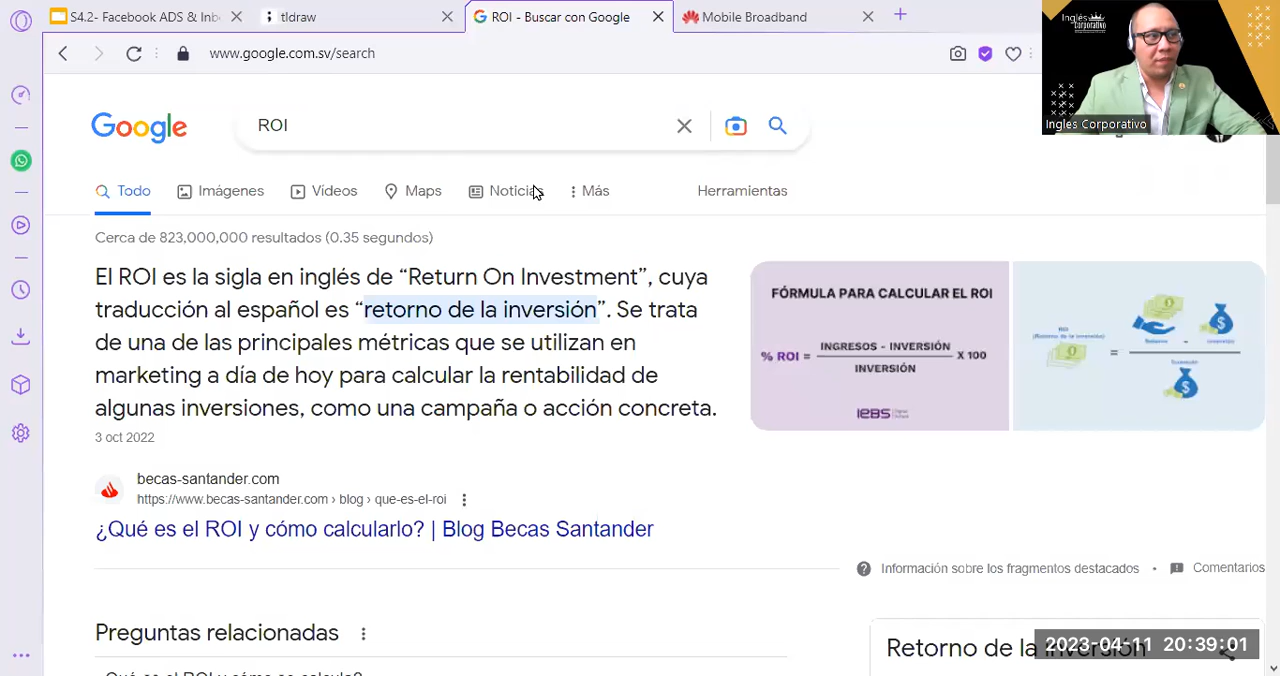 S4.2- Facebook ADS & Inb
tldraw
ROI - Buscar con Google
Mobile Broadband
www.google.com.sv/search
Inglés
Corporativo
Ingles Corporativo
Google
ROI
Todo
Imágenes
Videos
Maps
Noticias
Más
Herramientas
Cerca de 823,000,000 resultados (0.35 segundos)
El ROI es la sigla en inglés de “Return On Investment”, cuya
traducción al español es “retorno de la inversión”. Se trata
de una de las principales métricas que se utilizan en
marketing a día de hoy para calcular la rentabilidad de
algunas inversiones, como una campaña o acción concreta.
3 oct 2022
FÓRMULA PARA CALCULAR EL ROI
% ROI = INGRESOS - INVERSIÓN X 100
INVERSIÓN
IEBS
ROI
=
-
becas-santander.com
https://www.becas-santander.com › blog › que-es-el-roi
¿Qué es el ROI y cómo calcularlo? | Blog Becas Santander
Información sobre los fragmentos destacados
Comentarios
Preguntas relacionadas
Retorno de la inversión
2023-04-11 20:39:01